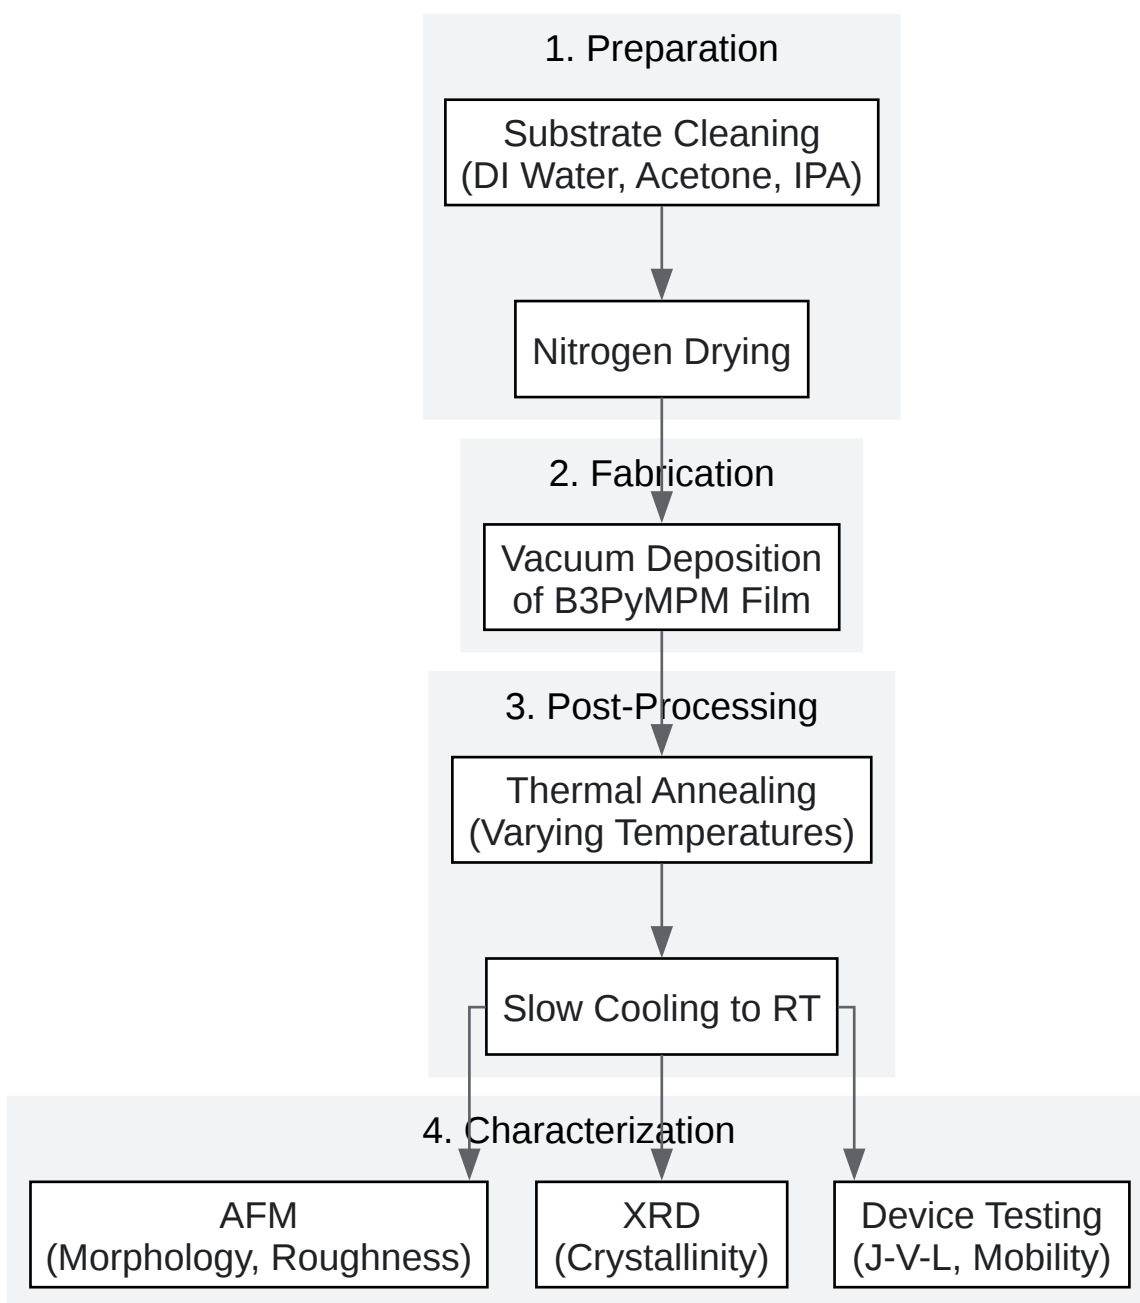 1. Preparation
Substrate Cleaning
(DI Water, Acetone, IPA)
Nitrogen Drying
2. Fabrication
Vacuum Deposition
of B3PyMPM Film
3. Post-Processing
Thermal Annealing
(Varying Temperatures)
Slow Cooling to RT
4. Characterization
AFM
(Morphology, Roughness)
XRD
(Crystallinity)
Device Testing
(J-V-L, Mobility)